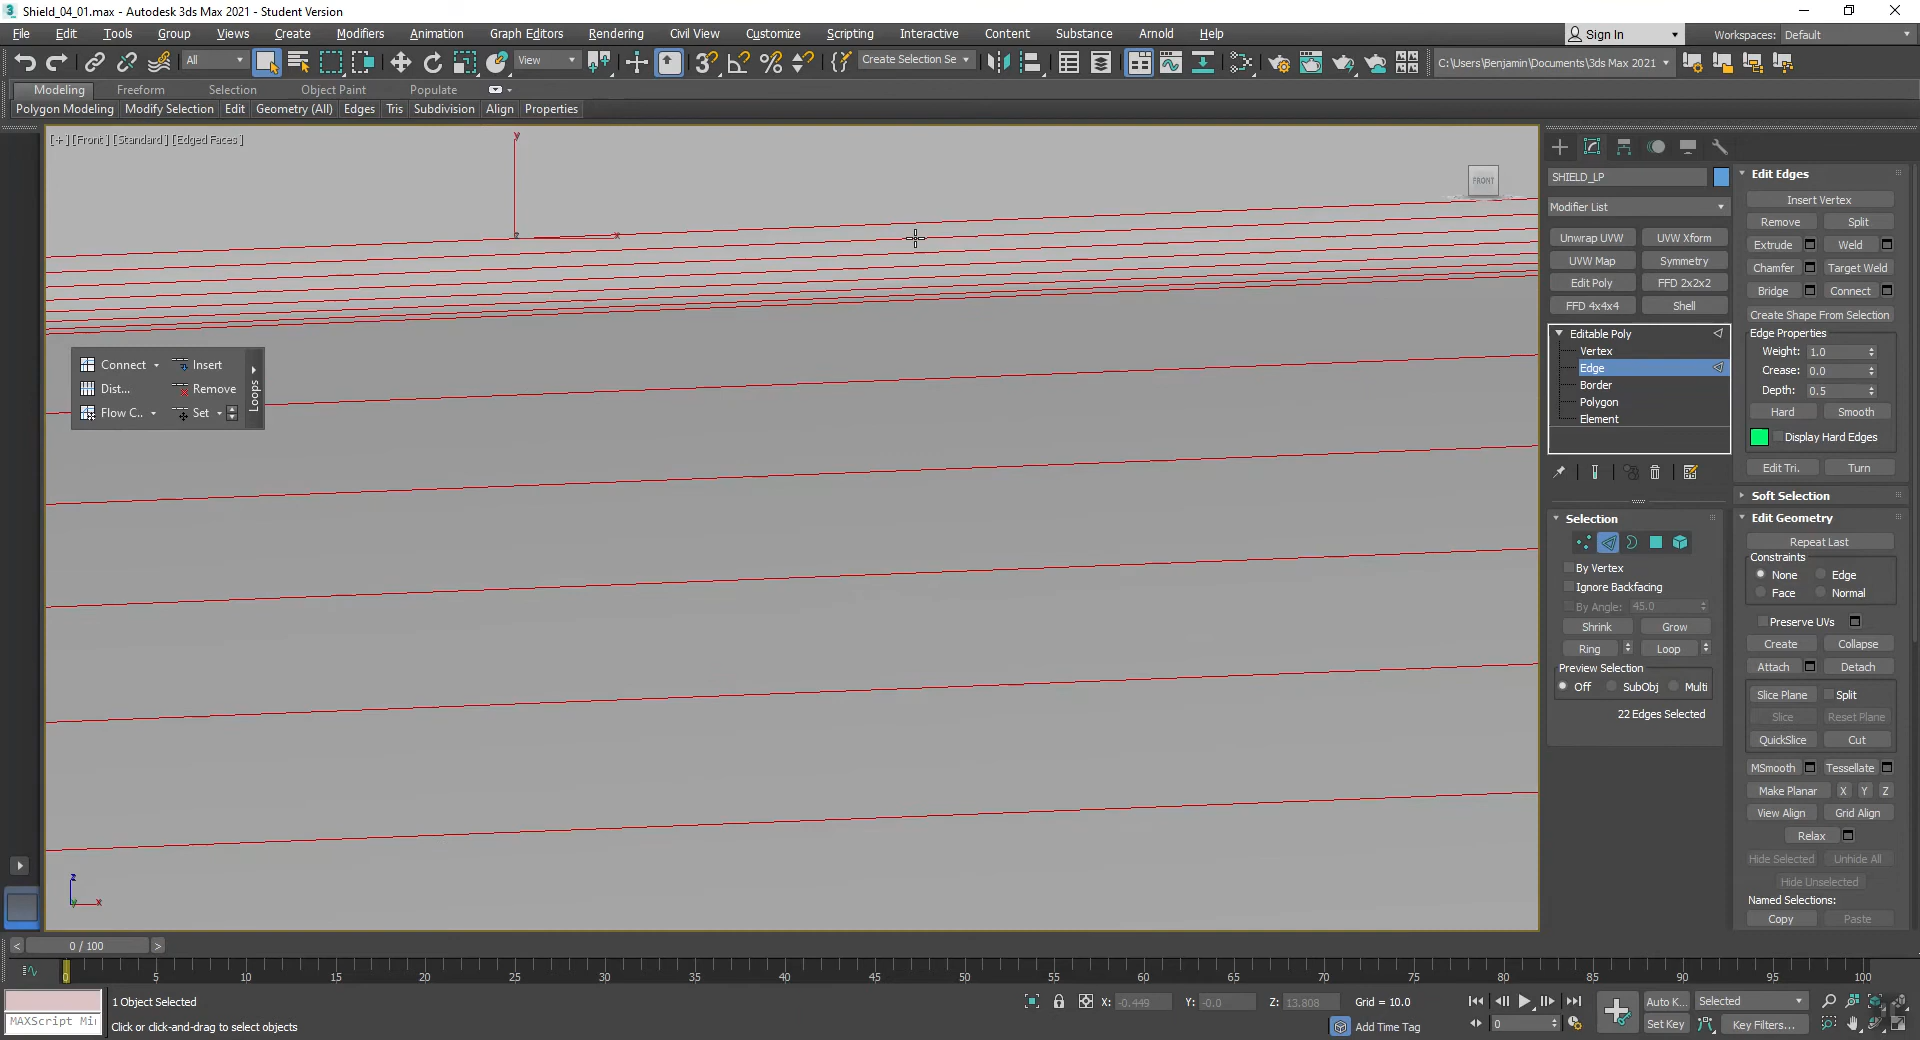 Shield_04_01.max - Autodesk 3ds Max 2021 - Student Version
File Edit Tools Group Views Create Modifiers Animation Graph Editors Rendering Civil View Customize Scripting Interactive Content Substance Arnold Help
Sign In Workspaces: Default
All View Create Selection Se C:\Users\Benjamin\Documents\3ds Max 2021
Modeling Freeform Selection Object Paint Populate
Polygon Modeling Modify Selection Edit Geometry (All) Edges Tris Subdivision Align Properties
[+] [Front] [Standard] [Edged Faces]
y
x
z
FRONT
Connect Insert
Dist... Remove
Flow C.. Set
Loops
z
y x
SHIELD_LP
Modifier List
Unwrap UVW UVW Xform
UVW Map Symmetry
Edit Poly FFD 2x2x2
FFD 4x4x4 Shell
Editable Poly
Vertex
Edge
Border
Polygon
Element
Selection
By Vertex
Ignore Backfacing
By Angle: 45.0
Shrink Grow
Ring Loop
Preview Selection
Off SubObj Multi
22 Edges Selected
Edit Edges
Insert Vertex
Remove Split
Extrude Weld
Chamfer Target Weld
Bridge Connect
Create Shape From Selection
Edge Properties
Weight: 1.0
Crease: 0.0
Depth: 0.5
Hard Smooth
Display Hard Edges
Edit Tri. Turn
Soft Selection
Edit Geometry
Repeat Last
Constraints
None Edge
Face Normal
Preserve UVs
Create Collapse
Attach Detach
Slice Plane Split
Slice Reset Plane
QuickSlice Cut
MSmooth Tessellate
Make Planar X Y Z
View Align Grid Align
Relax
Hide Selected Unhide All
Hide Unselected
Named Selections:
Copy Paste
< 0 / 100 >
0 5 10 15 20 25 30 35 40 45 50 55 60 65 70 75 80 85 90 95 100
1 Object Selected
X: -0.449 Y: -0.0 Z: 13.808 Grid = 10.0
Auto K... Selected
MAXScript Mi
Click or click-and-drag to select objects
Add Time Tag
0
Set Key Key Filters...